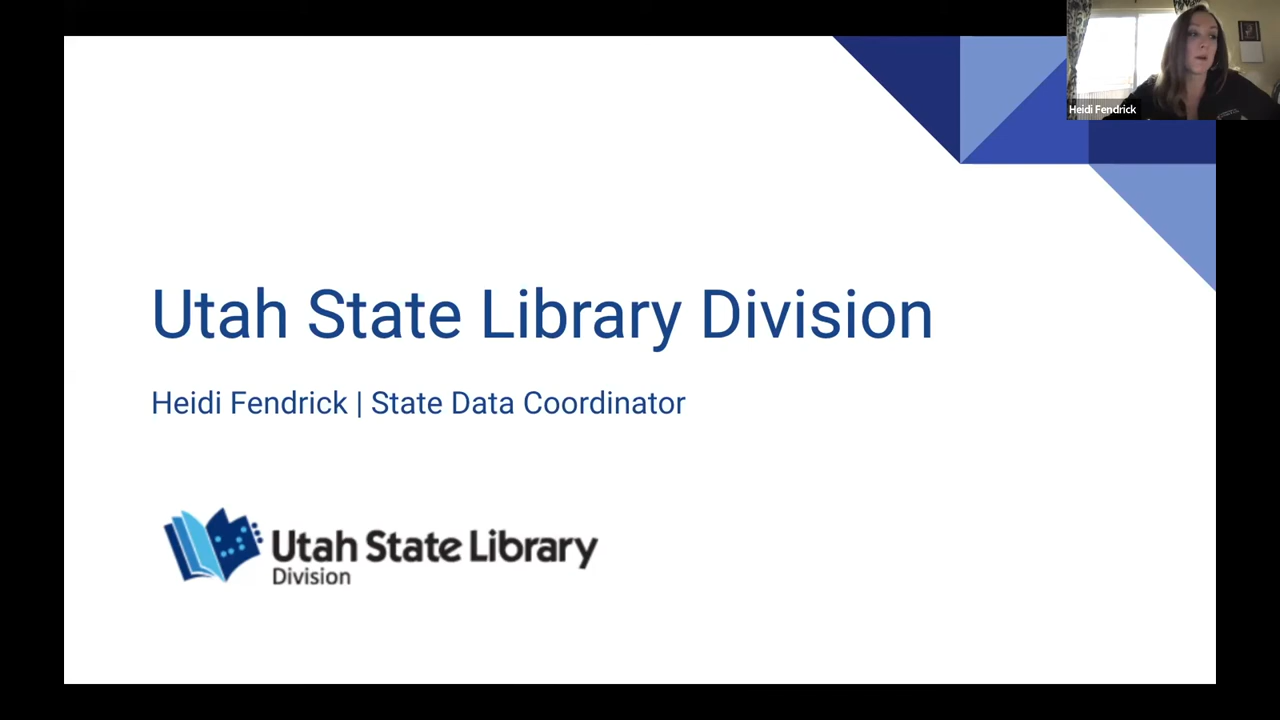 Heidi Fendrick
Utah State Library Division
Heidi Fendrick | State Data Coordinator
Utah State Library
Division